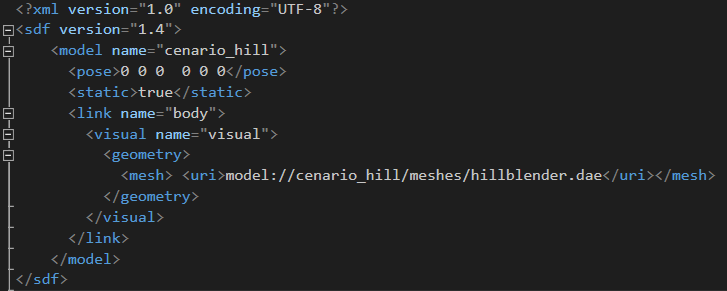 <?xml version="1.0" encoding="UTF-8"?>
<sdf version="1.4">
<model name="cenario_hill">
<pose>0 0 0  0 0 0</pose>
<static>true</static>
<link name="body">
<visual name="visual">
<geometry>
<mesh> <uri>model://cenario_hill/meshes/hillblender.dae</uri></mesh>
</geometry>
</visual>
</link>
</model>
</sdf>